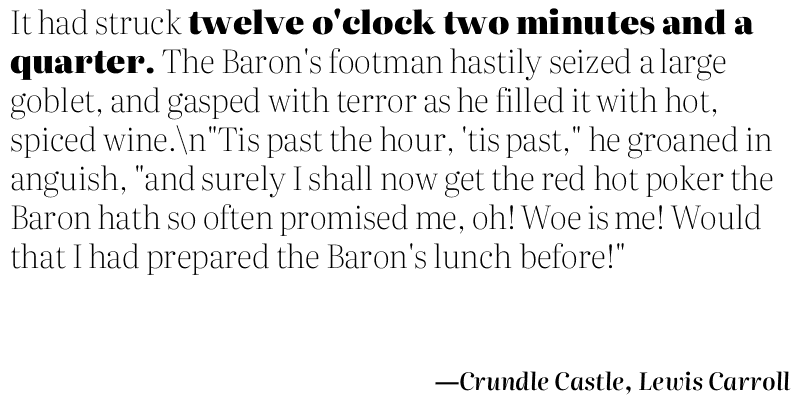 It had struck twelve o'clock two minutes and a
quarter. The Baron's footman hastily seized a large
goblet, and gasped with terror as he filled it with hot,
spiced wine.\n"Tis past the hour, 'tis past," he groaned in
anguish, "and surely I shall now get the red hot poker the
Baron hath so often promised me, oh! Woe is me! Would
that I had prepared the Baron's lunch before!"
—Crundle Castle, Lewis Carroll